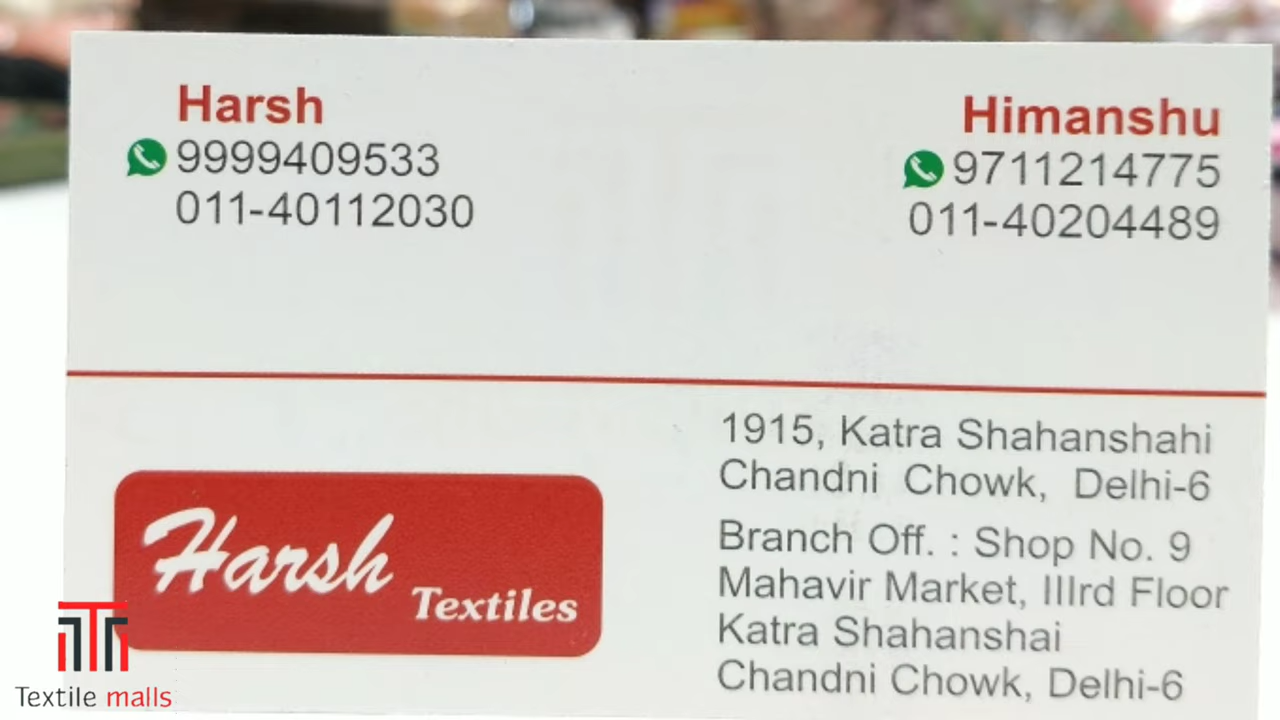 Harsh
9999409533
011-40112030
Himanshu
9711214775
011-40204489
1915, Katra Shahanshahi
Chandni Chowk, Delhi-6
Branch Off. : Shop No. 9
Mahavir Market, IIIrd Floor
Katra Shahanshai
Chandni Chowk, Delhi-6
Harsh
Textiles
Textile malls